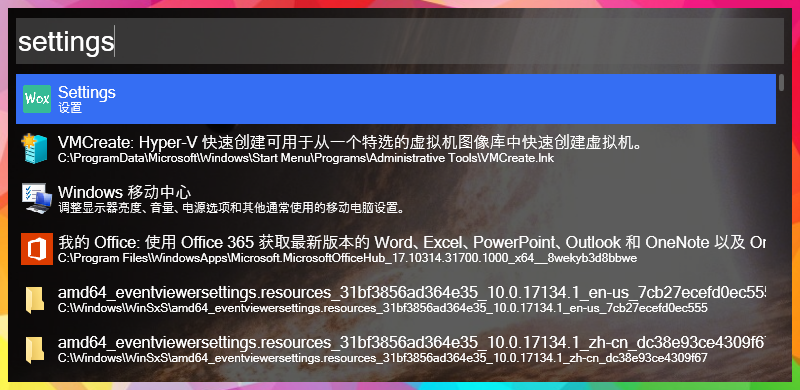 settings
Wox
Settings
设置
VMCreate: Hyper-V 快速创建可用于从一个特选的虚拟机图像库中快速创建虚拟机。
C:\ProgramData\Microsoft\Windows\Start Menu\Programs\Administrative Tools\VMCreate.lnk
Windows 移动中心
调整显示器亮度、音量、电源选项和其他通常使用的移动电脑设置。
我的 Office: 使用 Office 365 获取最新版本的 Word、Excel、PowerPoint、Outlook 和 OneNote 以及 On
C:\Program Files\WindowsApps\Microsoft.MicrosoftOfficeHub_17.10314.31700.1000_x64__8wekyb3d8bbwe
amd64_eventviewersettings.resources_31bf3856ad364e35_10.0.17134.1_en-us_7cb27ecefd0ec555
C:\Windows\WinSxS\amd64_eventviewersettings.resources_31bf3856ad364e35_10.0.17134.1_en-us_7cb27ecefd0ec555
amd64_eventviewersettings.resources_31bf3856ad364e35_10.0.17134.1_zh-cn_dc38e93ce4309f67
C:\Windows\WinSxS\amd64_eventviewersettings.resources_31bf3856ad364e35_10.0.17134.1_zh-cn_dc38e93ce4309f67